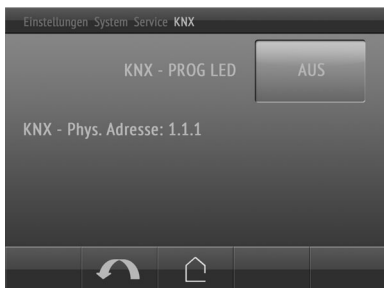 Einstellungen System Service KNX
KNX - PROG LED AUS
KNX - Phys. Adresse: 1.1.1